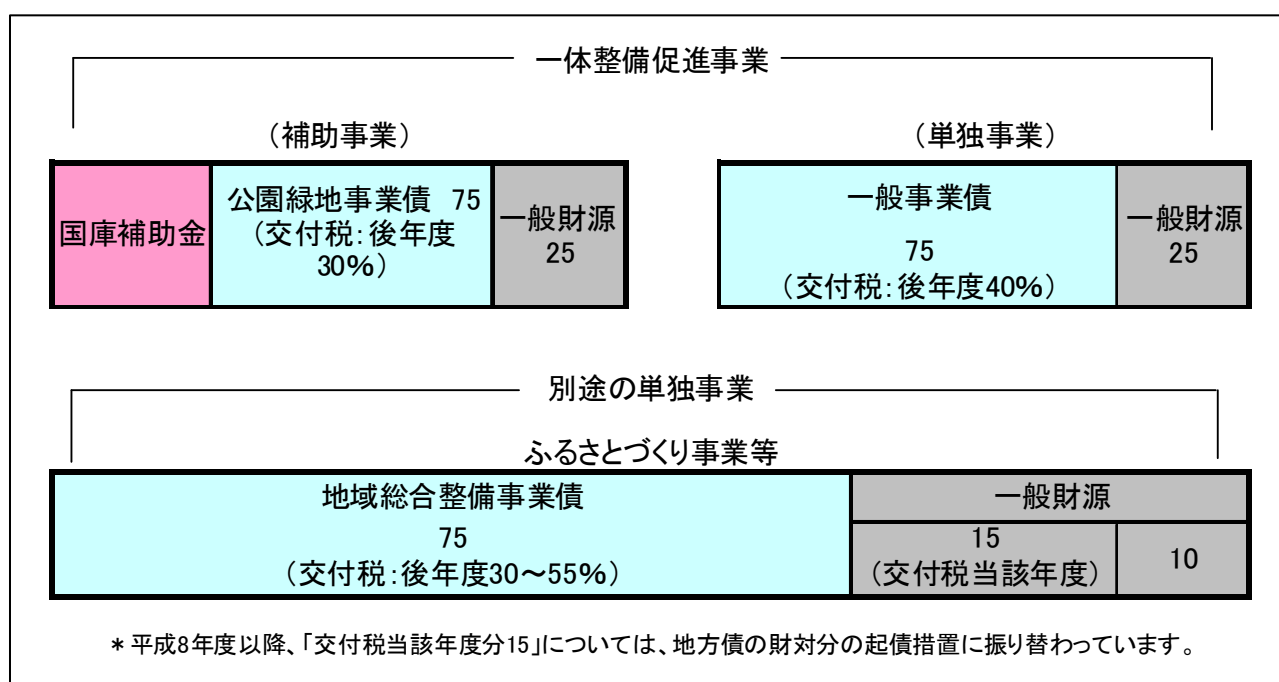 一体整備促進事業
（補助事業）
（単独事業）
国庫補助金
公園緑地事業債 75
（交付税：後年度
30%）
一般財源
25
一般事業債
75
（交付税：後年度40%）
一般財源
25
別途の単独事業
ふるさとづくり事業等
地域総合整備事業債
75
（交付税：後年度30～55%）
一般財源
15
（交付税当該年度）
10
＊平成8年度以降、「交付税当該年度分15」については、地方債の財対分の起債措置に振り替わっています。